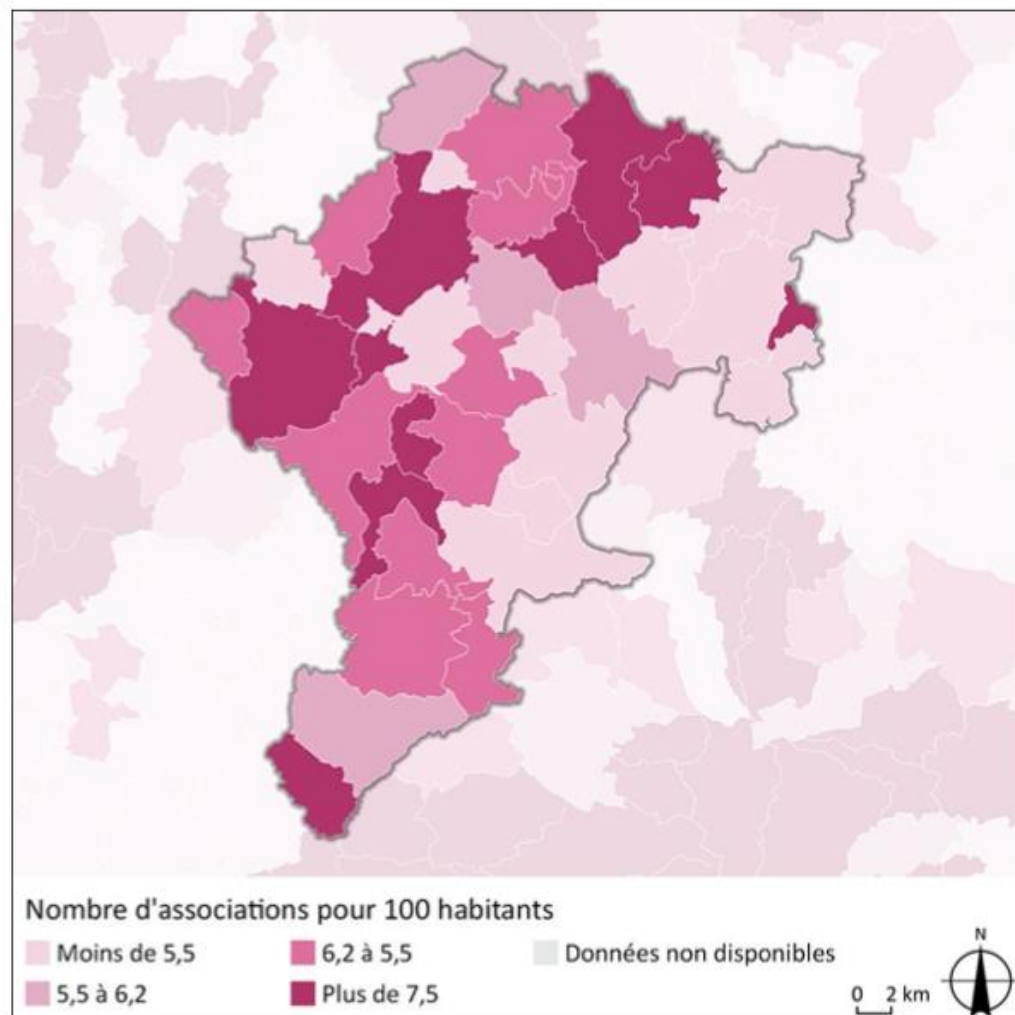 Nombre d'associations pour 100 habitants
Moins de 5,5
6,2 à 5,5
Données non disponibles
5,5 à 6,2
Plus de 7,5
N
0 2 km